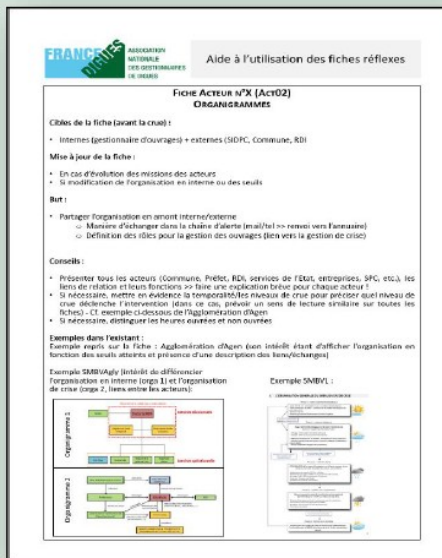 FRANCE
DIGUES
ASSOCIATION
NATIONALE
DES GESTIONNAIRES
DE DIGUES
Aide à l'utilisation des fiches réflexes
FICHE ACTEUR N°X (ACT02)
ORGANIGRAMMES
Cibles de la fiche (avant la crue) :
• Internes (gestionnaire d'ouvrages) + externes (SIDPC, Commune, RDI
Mise à jour de la fiche :
• En cas d'évolution des missions des acteurs
• Si modification de l'organisation en interne ou des seuils
But :
• Partager l'organisation en amont interne/externe
o Manière d'échanger dans la chaîne d'alerte (mail/tel >> renvoi vers l'annuaire)
o Définition des rôles pour la gestion des ouvrages (lien vers la gestion de crise)
Conseils :
• Présenter tous les acteurs (Commune, Préfet, RDI, services de l'Etat, entreprises, SPC, etc.), les
liens de relation et leurs fonctions >> faire une explication brève pour chaque acteur !
• Si nécessaire, mettre en évidence la temporalité/les niveaux de crue pour préciser quel niveau de
crue déclenche l'intervention (dans ce cas, prévoir un sens de lecture similaire sur toutes les
fiches) - Cf. exemple ci-dessous de l'Agglomération d'Agen
• Si nécessaire, distinguer les heures ouvrées et non ouvrées
Exemples dans l'existant :
Exemple repris sur la fiche : Agglomération d'Agen (son intérêt étant d'afficher l'organisation en
fonction des seuils atteints et présence d'une description des liens/échanges)
Exemple SMBVAgly (intérêt de différencier
l'organisation en interne (orga 1) et l'organisation
de crise (orga 2, liens entre les acteurs):
Exemple SMBVL :
Organigramme 1
Organigramme 2